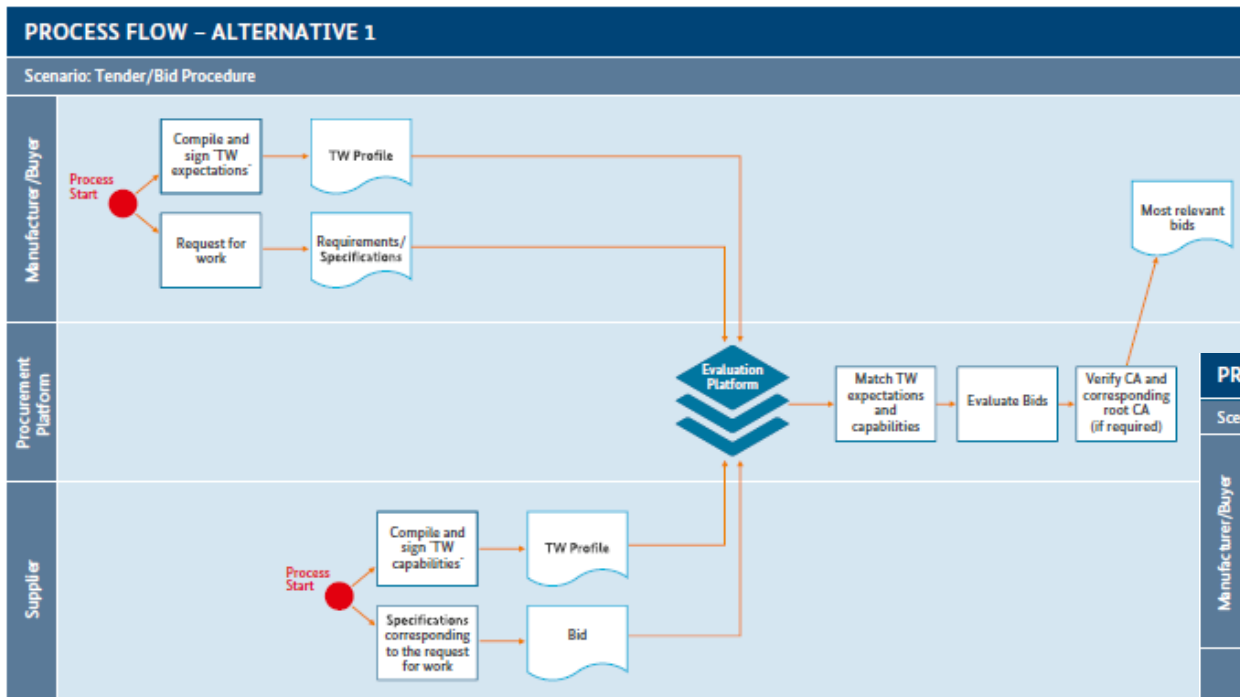 PROCESS FLOW – ALTERNATIVE 1
Scenario: Tender/Bid Procedure
Manufacturer/Buyer
Process
Start
Compile and
sign "TW
expectations"
TW Profile
Request for
work
Requirements/
Specifications
Most relevant
bids
Procurement
Platform
Evaluation
Platform
Match TW
expectations
and
capabilities
Evaluate Bids
Verify CA and
corresponding
root CA
(if required)
Supplier
Process
Start
Compile and
sign "TW
capabilities"
TW Profile
Specifications
corresponding
to the request
for work
Bid
PR
Sce
Manufacturer/Buyer